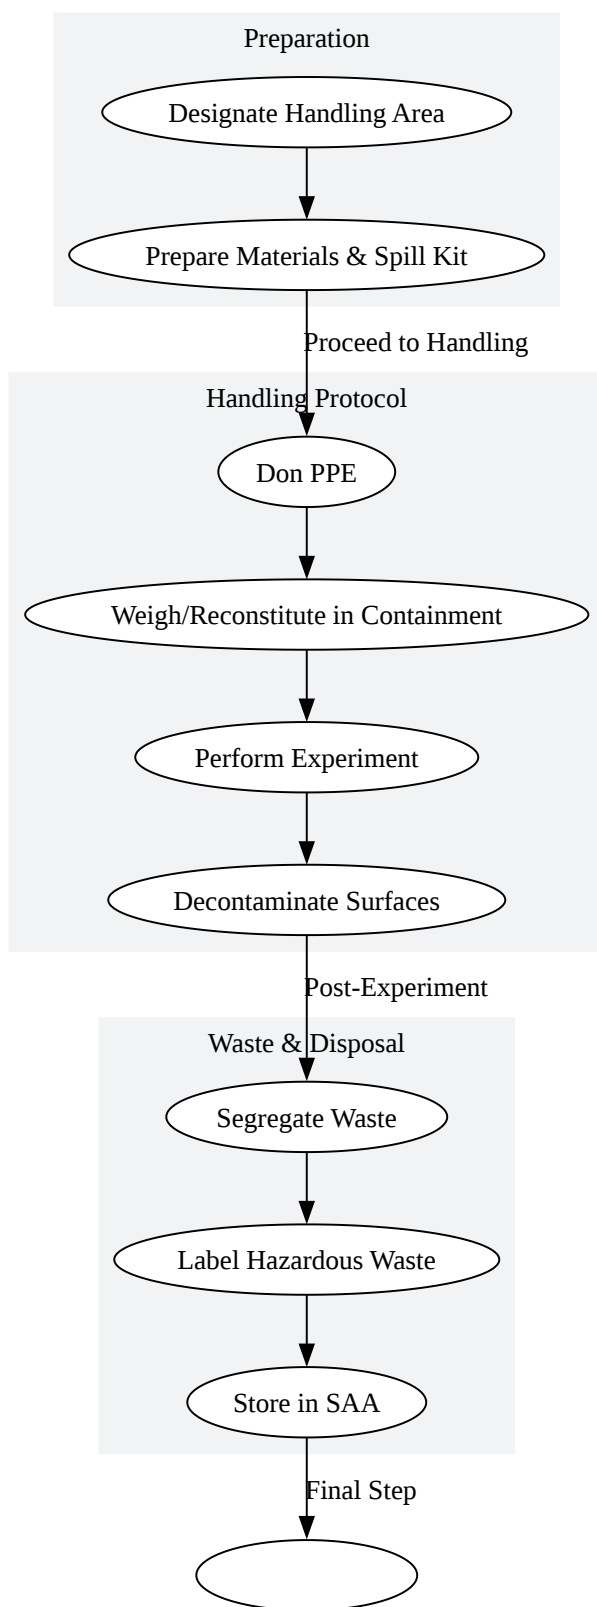 Preparation
Designate Handling Area
Prepare Materials & Spill Kit
Proceed to Handling
Handling Protocol
Don PPE
Weigh/Reconstitute in Containment
Perform Experiment
Decontaminate Surfaces
Post-Experiment
Waste & Disposal
Segregate Waste
Label Hazardous Waste
Store in SAA
Final Step